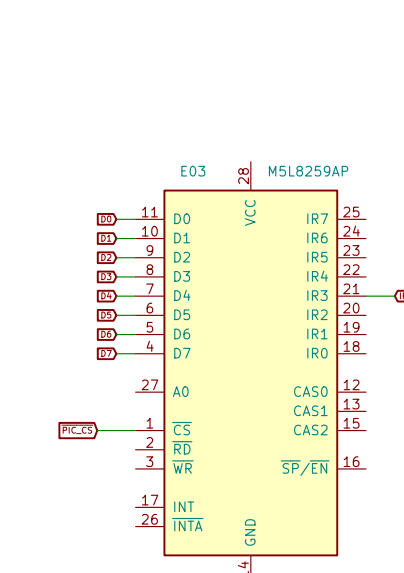 E03 28 M5L8259AP
VCC
D0 11 D0 IR7 25
D1 10 D1 IR6 24
D2 9 D2 IR5 23
D3 8 D3 IR4 22
D4 7 D4 IR3 21
D5 6 D5 IR2 20
D6 5 D6 IR1 19
D7 4 D7 IR0 18
27 A0 CAS0 12
CAS1 13
PIC_CS 1 CS CAS2 15
2 RD
3 WR SP/EN 16
17 INT
26 INTA
GND
4